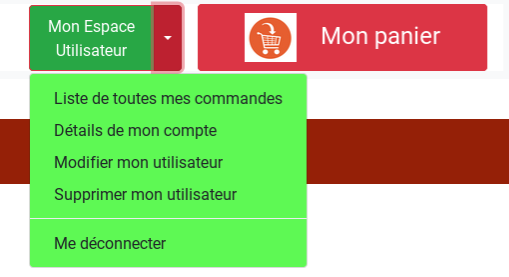 Mon Espace
Utilisateur
Mon panier
Liste de toutes mes commandes
Détails de mon compte
Modifier mon utilisateur
Supprimer mon utilisateur
Me déconnecter